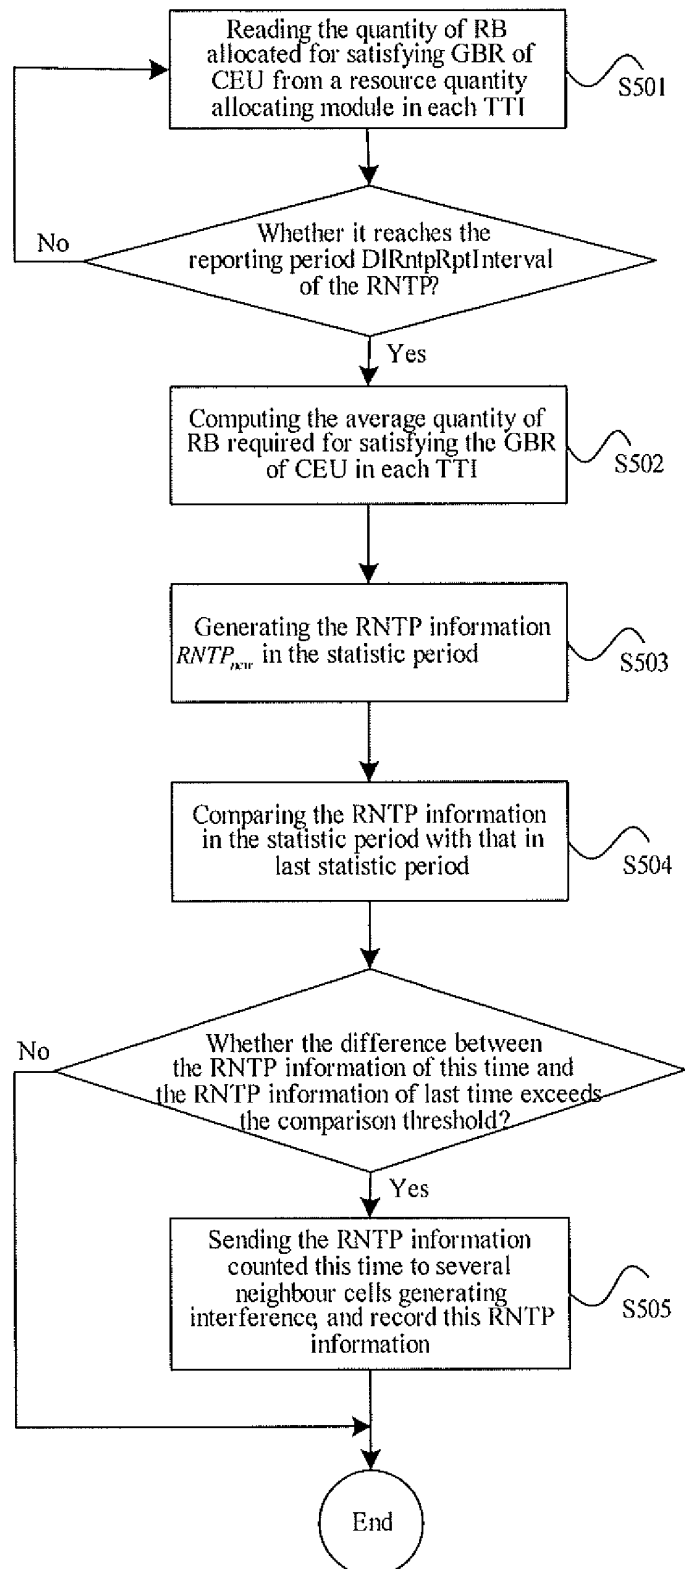 Reading the quantity of RB
allocated for satisfying GBR of
CEU from a resource quantity
allocating module in each TTI
S501
No
Whether it reaches the
reporting period DlRntpRptInterval
of the RNTP?
Yes
Computing the average quantity of
RB required for satisfying the GBR
of CEU in each TTI
S502
Generating the RNTP information
RNTPnew in the statistic period
S503
Comparing the RNTP information
in the statistic period with that in
last statistic period
S504
No
Whether the difference between
the RNTP information of this time and
the RNTP information of last time exceeds
the comparison threshold?
Yes
Sending the RNTP information
counted this time to several
neighbour cells generating
interference, and record this RNTP
information
S505
End